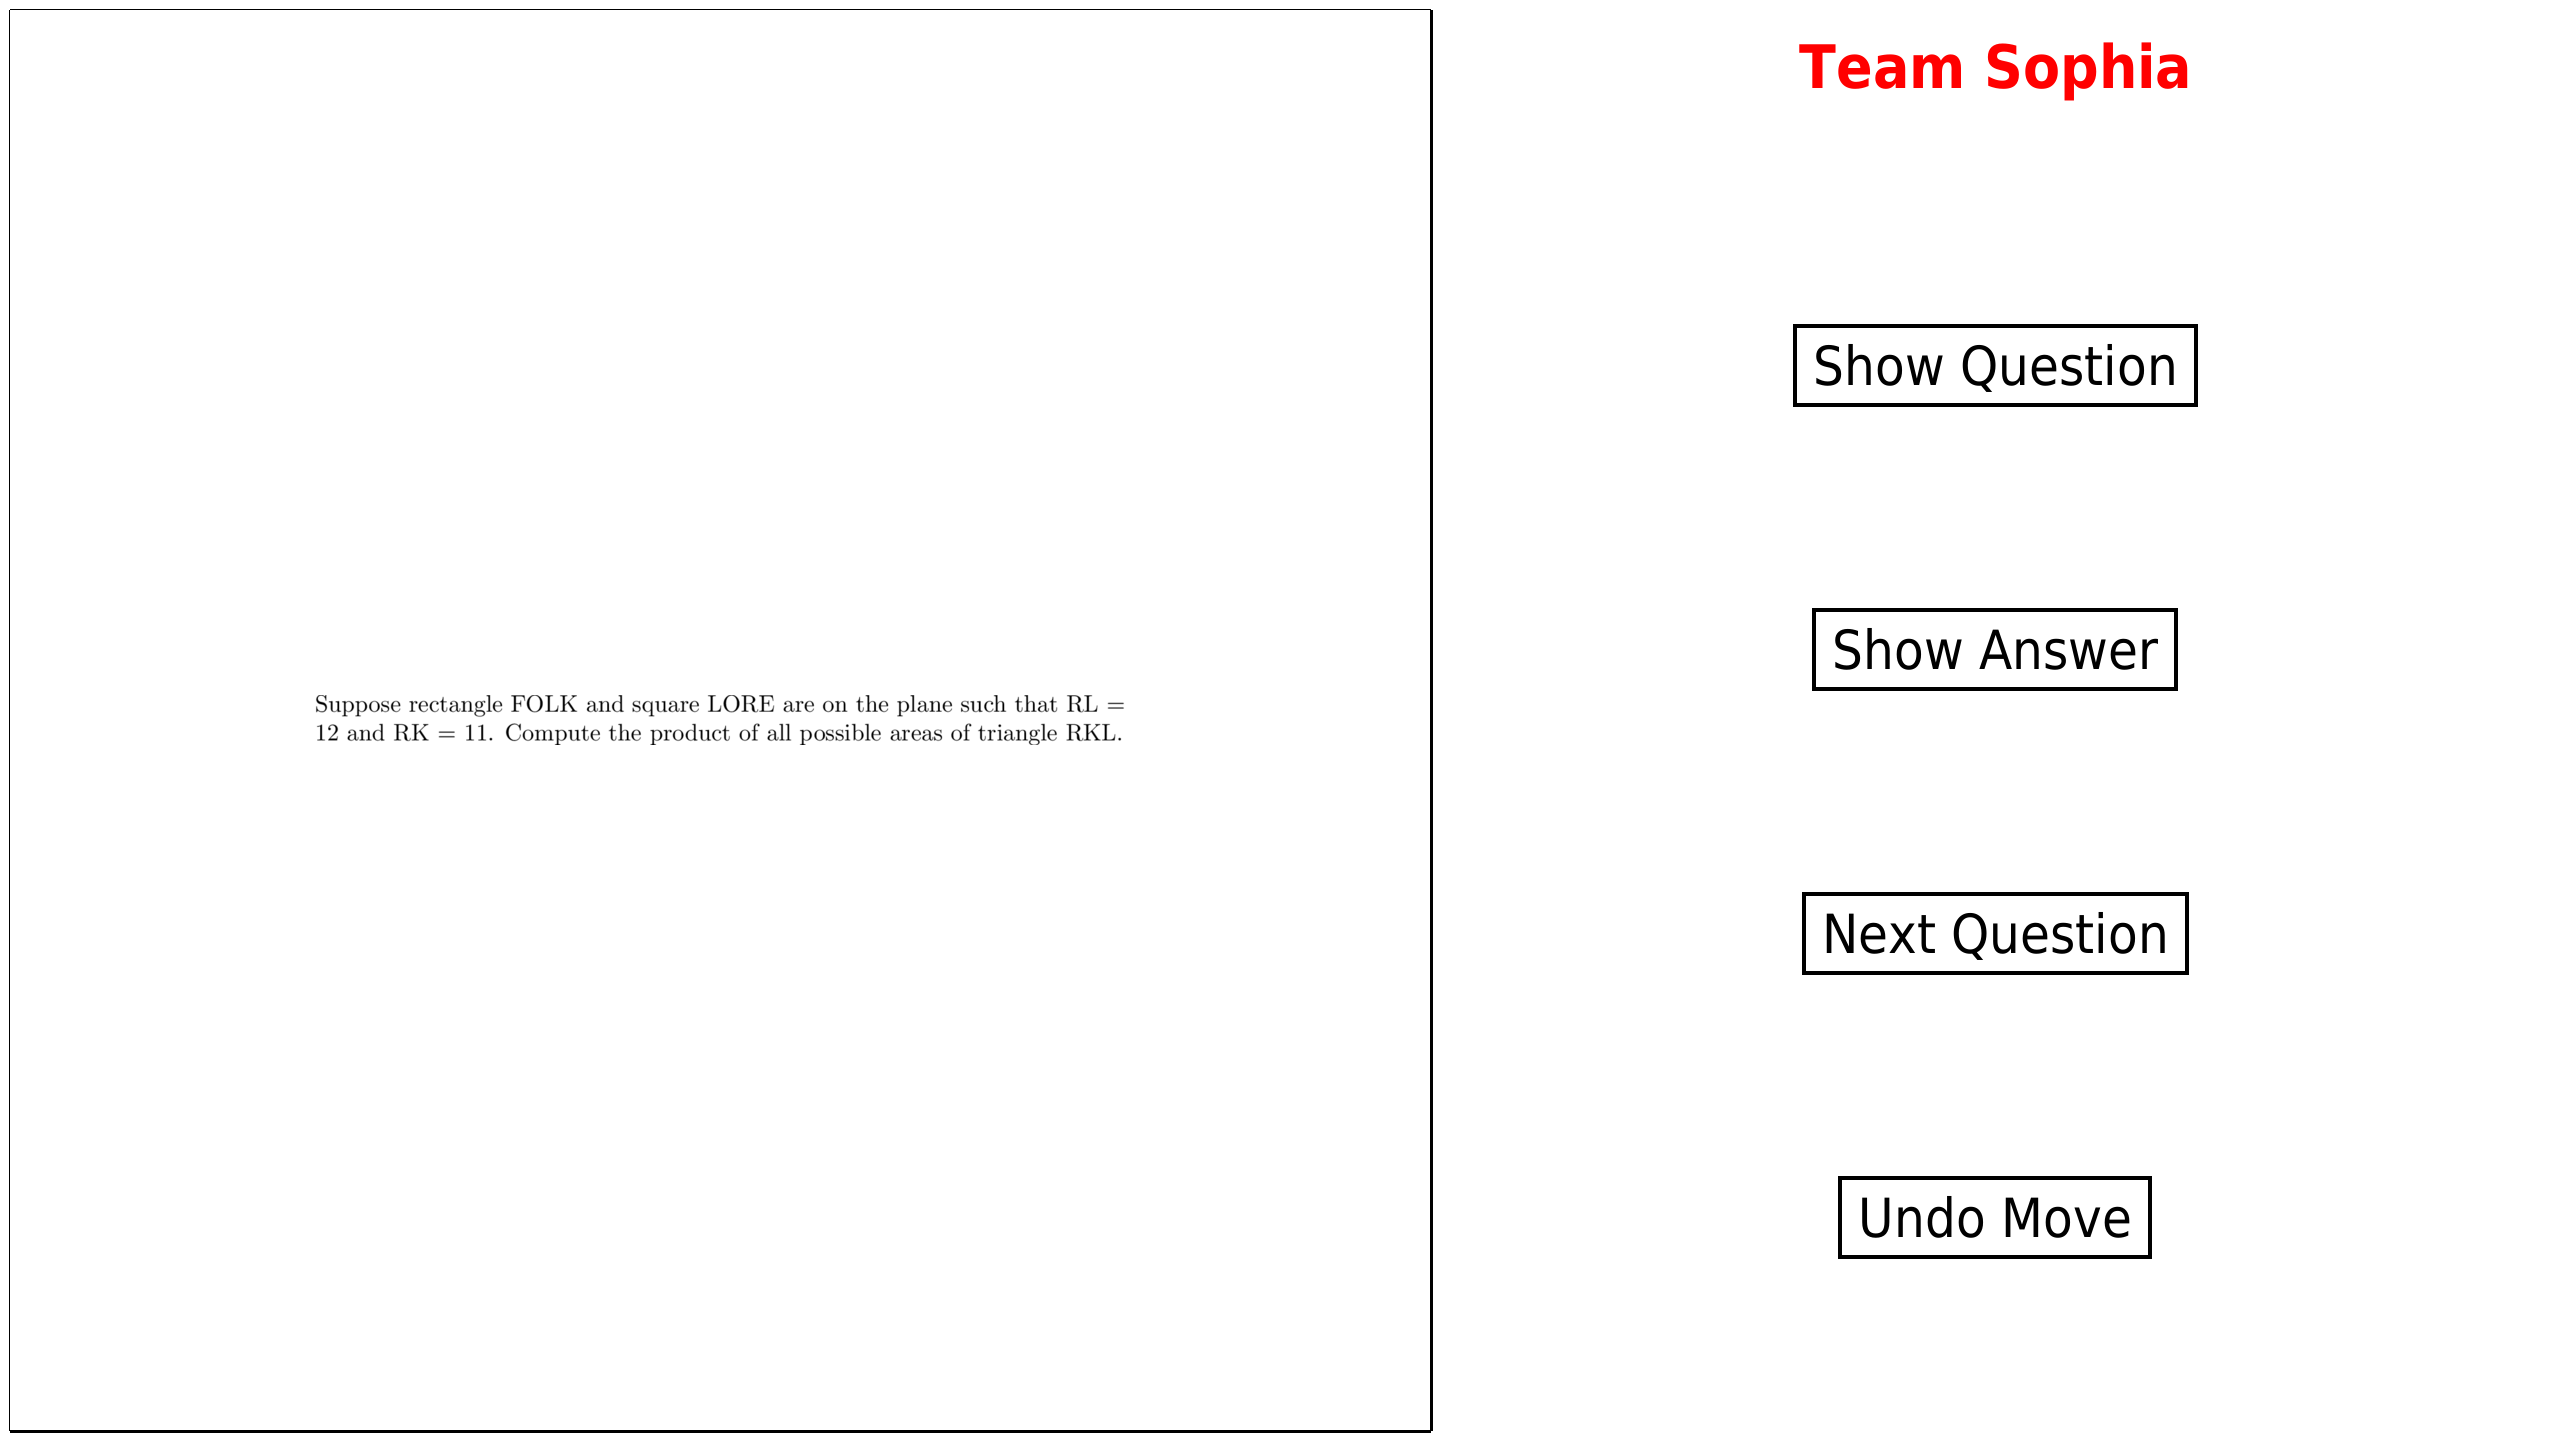 Team Sophia
Suppose rectangle FOLK and square LORE are on the plane such that RL =
12 and RK = 11. Compute the product of all possible areas of triangle RKL.
Show Question
Show Answer
Next Question
Undo Move